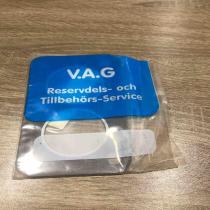 V.A.G
Reservdels- och
Tillbehörs-Service